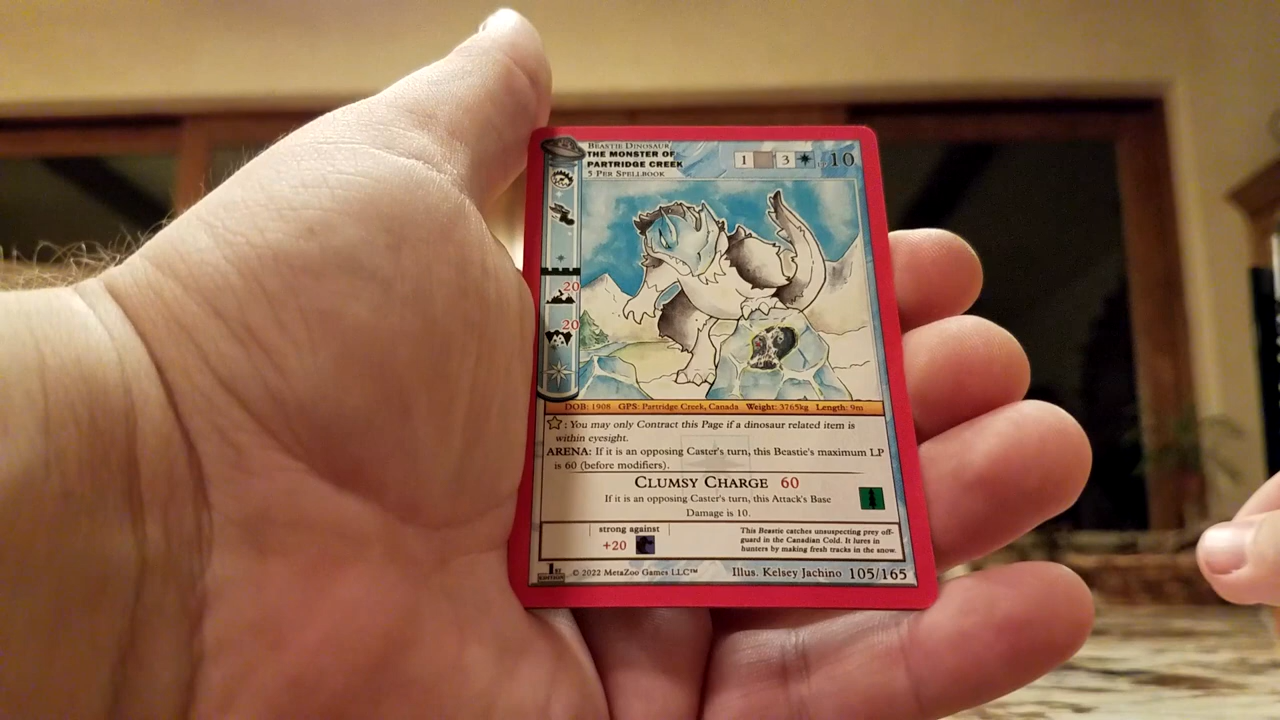 BEASTIE DINOSAUR
THE MONSTER OF
PARTRIDGE CREEK
5 PER SPELLBOOK
1 3 10
20
20
DOB: 1908 GPS: Partridge Creek, Canada Weight: 3765kg Length: 9m
: You may only Contract this Page if a dinosaur related item is
within eyesight.
ARENA: If it is an opposing Caster's turn, this Beastie's maximum LP
is 60 (before modifiers).
CLUMSY CHARGE 60
If it is an opposing Caster's turn, this Attack's Base
Damage is 10.
strong against
+20
This Beastie catches unsuspecting prey off-
guard in the Canadian Cold. It lures in
hunters by making fresh tracks in the snow.
1ST
EDITION
© 2022 MetaZoo Games LLC™ Illus. Kelsey Jachino 105/165